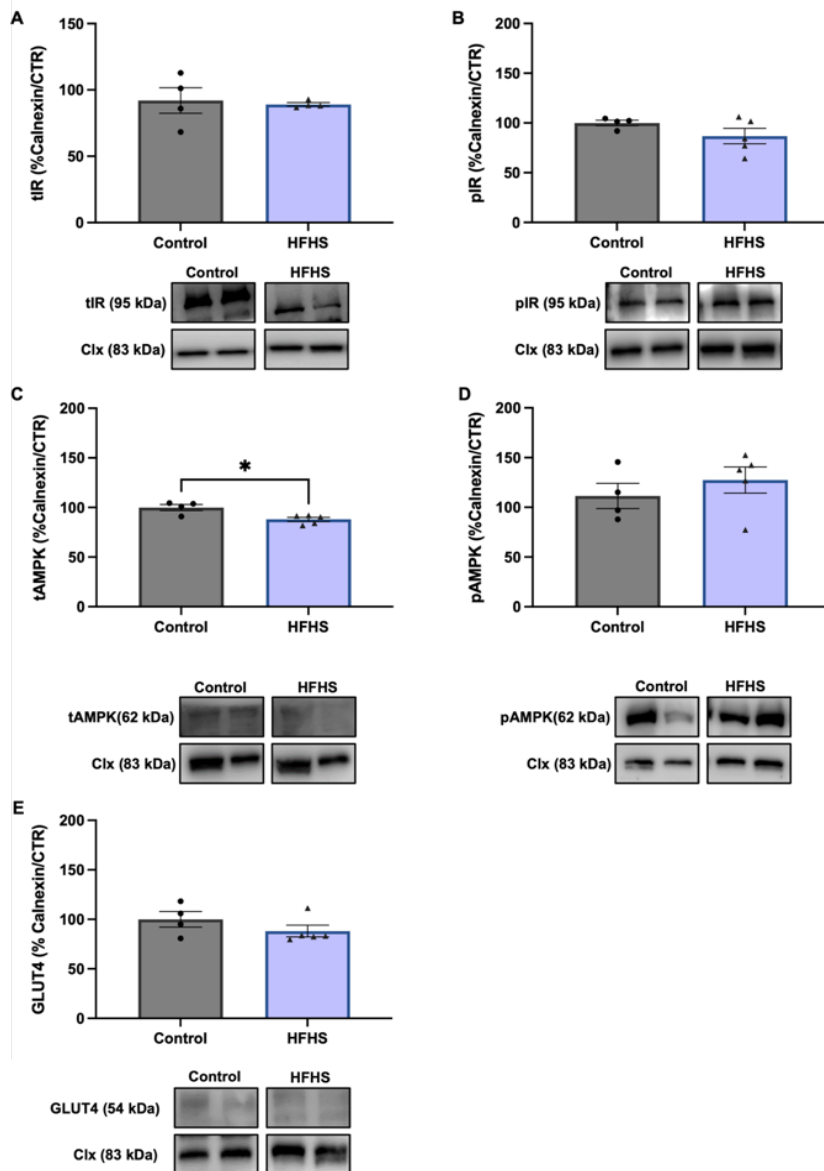 A
tIR (%Calnexin/CTR)
150
100
50
0
Control HFHS
Control HFHS
tIR (95 kDa)
Clx (83 kDa)
B
pIR (%Calnexin/CTR)
200
150
100
50
0
Control HFHS
Control HFHS
pIR (95 kDa)
Clx (83 kDa)
C
tAMPK (%Calnexin/CTR)
200
150
100
50
0
*
Control HFHS
Control HFHS
tAMPK(62 kDa)
Clx (83 kDa)
D
pAMPK (%Calnexin/CTR)
200
150
100
50
0
Control HFHS
Control HFHS
pAMPK(62 kDa)
Clx (83 kDa)
E
GLUT4 (% Calnexin/CTR)
200
150
100
50
0
Control HFHS
Control HFHS
GLUT4 (54 kDa)
Clx (83 kDa)